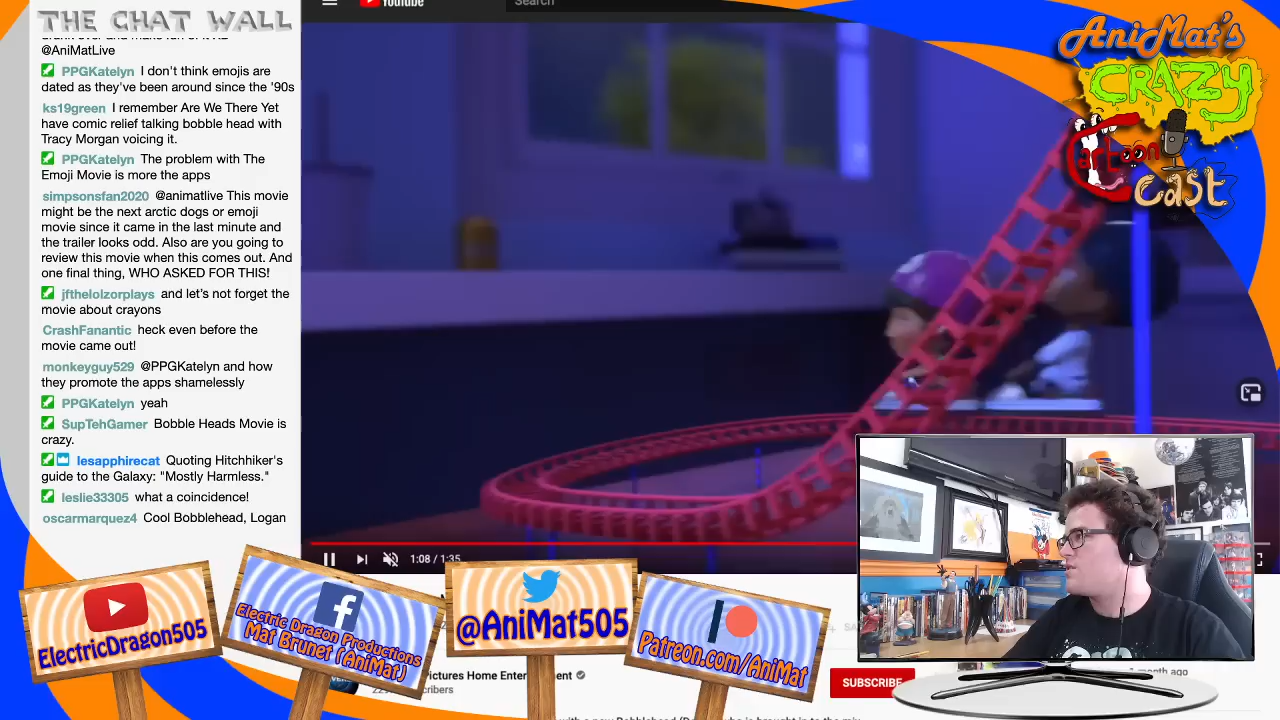 THE CHAT WALL
@AniMatLive
PPGKatelyn I don't think emojis are
dated as they've been around since the '90s
ks19green I remember Are We There Yet
have comic relief talking bobble head with
Tracy Morgan voicing it.
PPGKatelyn The problem with The
Emoji Movie is more the apps
simpsonsfan2020 @animatlive This movie
might be the next arctic dogs or emoji
movie since it came in the last minute and
the trailer looks odd. Also are you going to
review this movie when this comes out. And
one final thing, WHO ASKED FOR THIS!
jfthelolzorplays and let's not forget the
movie about crayons
CrashFanantic heck even before the
movie came out!
monkeyguy529 @PPGKatelyn and how
they promote the apps shamelessly
PPGKatelyn yeah
SupTehGamer Bobble Heads Movie is
crazy.
lesapphirecat Quoting Hitchhiker's
guide to the Galaxy: "Mostly Harmless."
leslie33305 what a coincidence!
oscarmarquez4 Cool Bobblehead, Logan
YouTube
Search
AniMat's
CRAZY
Cartoon
Cast
1:08 / 1:35
ElectricDragon505
Electric Dragon Productions
Mat Brunet (AniMat)
@AniMat505
Patreon.com/AniMat
Pictures Home Entertainment
SUBSCRIBE
1 month ago